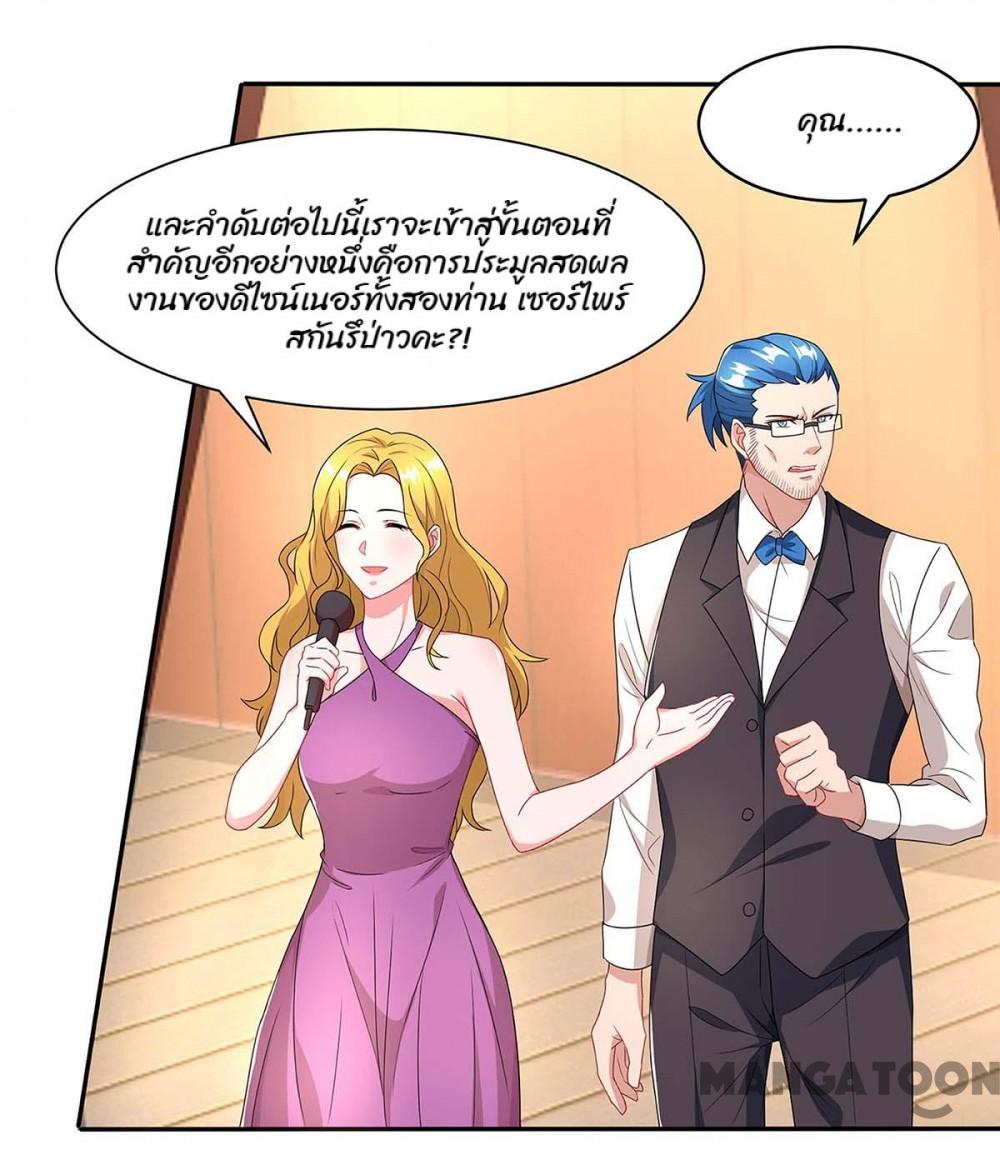 คุณ......
และลำดับต่อไปนี้เราจะเข้าสู่ขั้นตอนที่
สำคัญอีกอย่างหนึ่งคือการประมูลสดผล
งานของดีไซน์เนอร์ทั้งสองท่าน เซอร์ไพร์
สกันรึป่าวคะ?!
MANGATOON